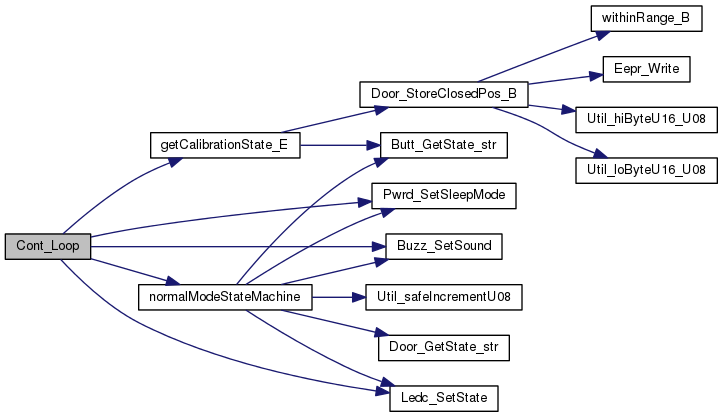 withinRange_B
Eepr_Write
Door_StoreClosedPos_B
Util_hiByteU16_U08
getCalibrationState_E
Butt_GetState_str
Util_loByteU16_U08
Pwrd_SetSleepMode
Cont_Loop
Buzz_SetSound
normalModeStateMachine
Util_safeIncrementU08
Door_GetState_str
Ledc_SetState